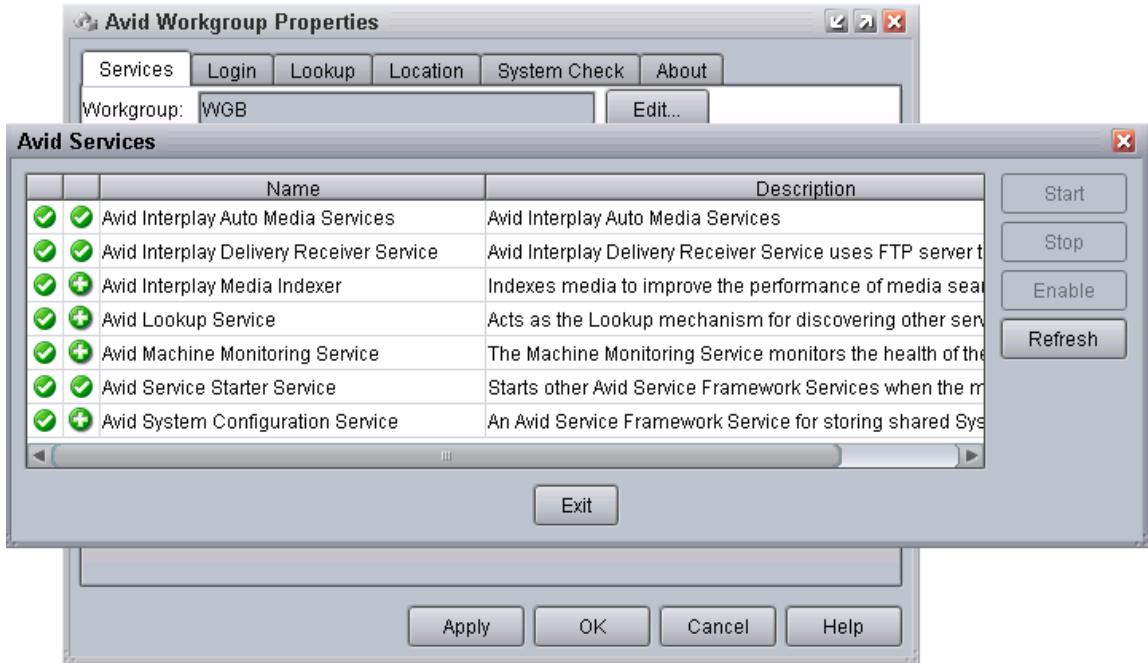 Avid Workgroup Properties
Services Login Lookup Location System Check About
Workgroup: WGB Edit...
Avid Services
Name Description
Avid Interplay Auto Media Services Avid Interplay Auto Media Services
Avid Interplay Delivery Receiver Service Avid Interplay Delivery Receiver Service uses FTP server t
Avid Interplay Media Indexer Indexes media to improve the performance of media sear
Avid Lookup Service Acts as the Lookup mechanism for discovering other serv
Avid Machine Monitoring Service The Machine Monitoring Service monitors the health of the
Avid Service Starter Service Starts other Avid Service Framework Services when the m
Avid System Configuration Service An Avid Service Framework Service for storing shared Sys
Start
Stop
Enable
Refresh
Exit
Apply OK Cancel Help